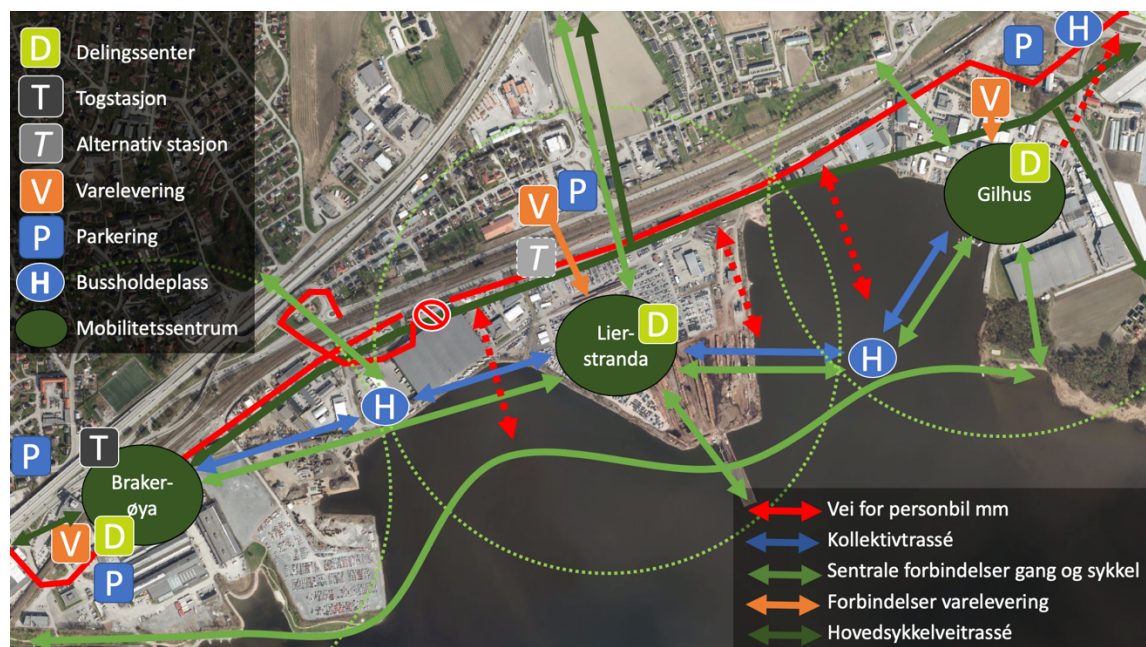 D Delingssenter
T Togstasjon
T Alternativ stasjon
V Varelevering
P Parkering
H Bussholdeplass
Mobilitetssentrum
H
P
V
D
Gilhus
V P
T
D
Lier-
stranda
H
H
T
P
Braker-
øya
V D
P
Vei for personbil mm
Kollektivtrassé
Sentrale forbindelser gang og sykkel
Forbindelser varelevering
Hovedsykkelveitrassé